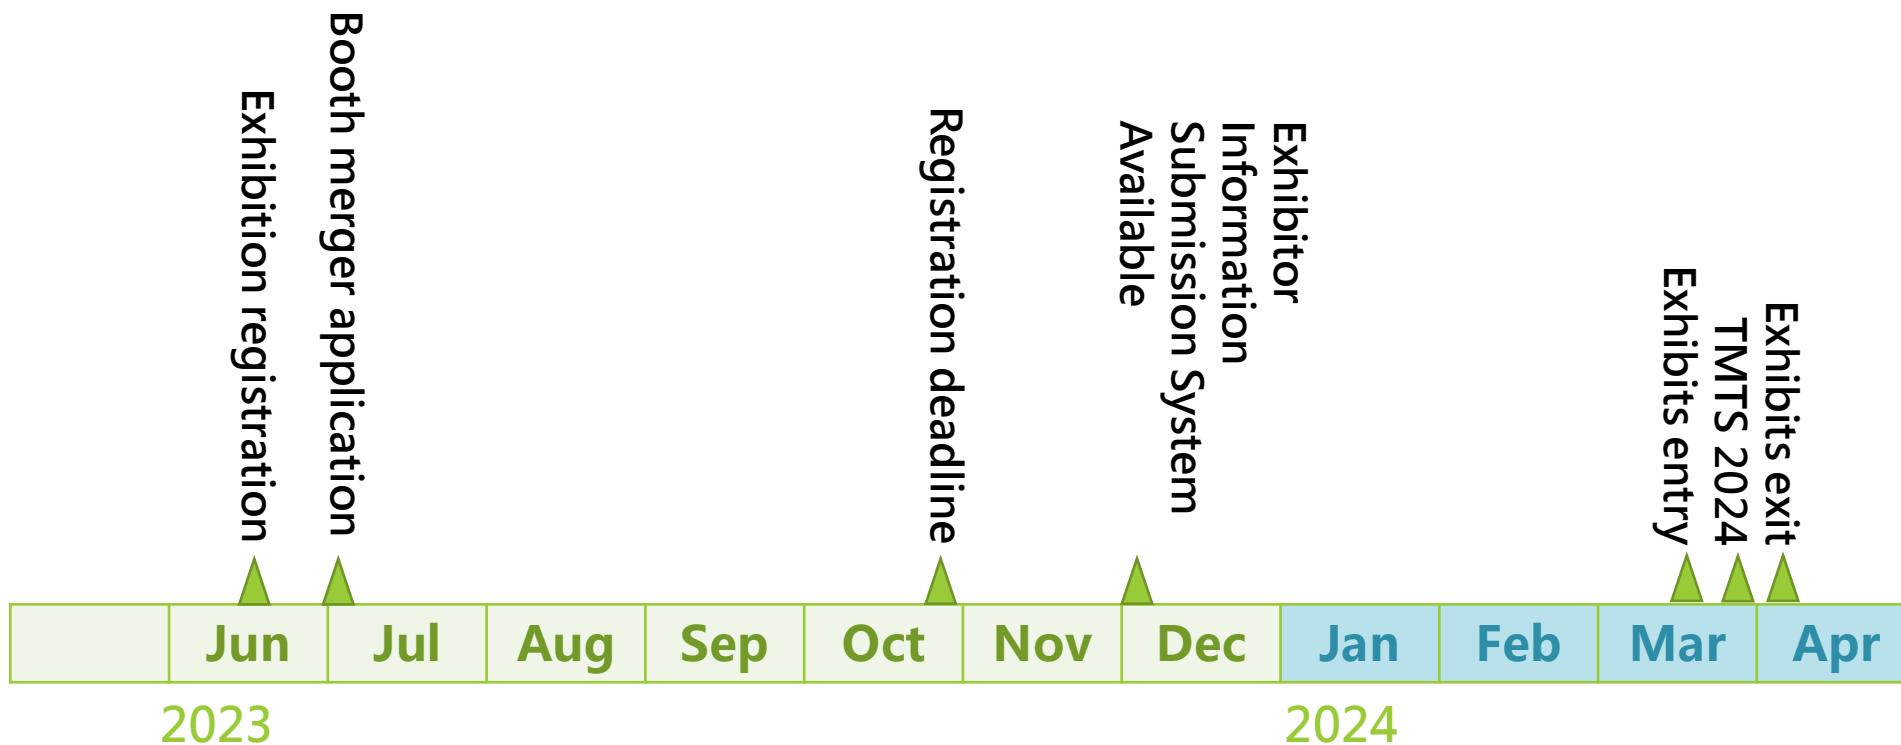 Exhibition registration
Booth merger application
Registration deadline
Exhibitor
Information
Submission System
Available
Exhibits entry
TMTS 2024
Exhibits exit
Jun
Jul
Aug
Sep
Oct
Nov
Dec
Jan
Feb
Mar
Apr
2023
2024